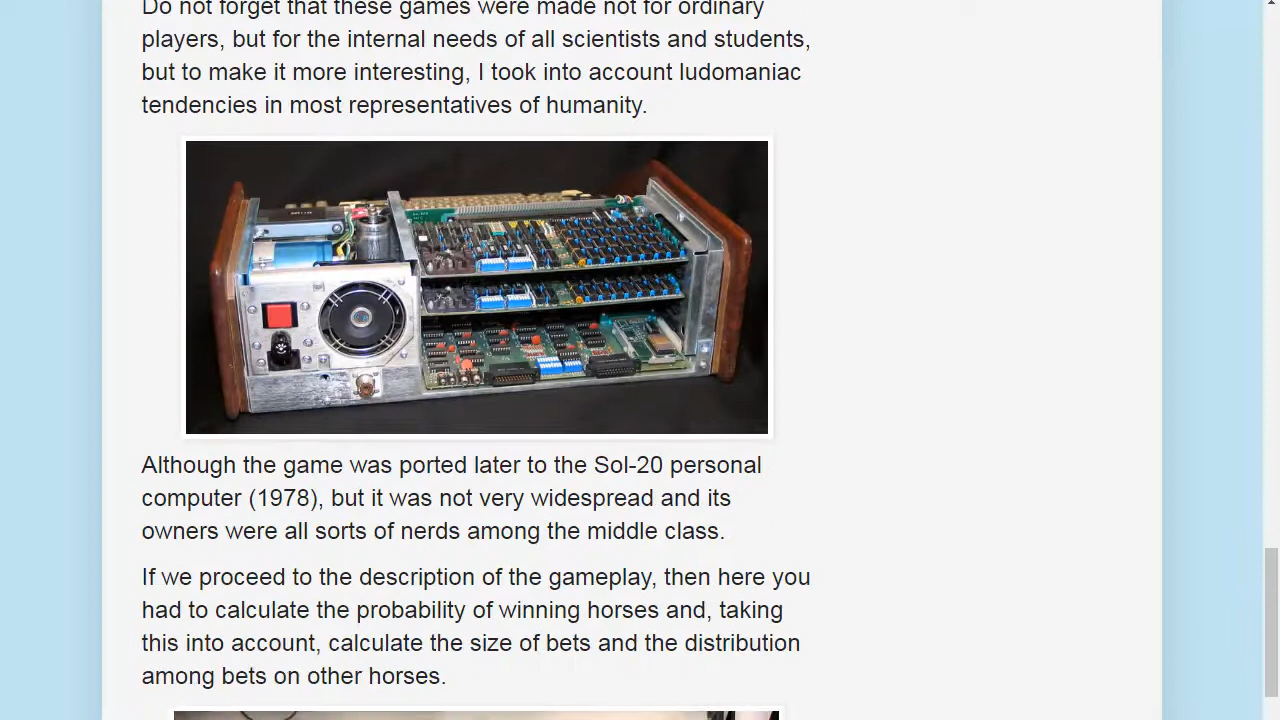 Do not forget that these games were made not for ordinary
players, but for the internal needs of all scientists and students,
but to make it more interesting, I took into account ludomaniac
tendencies in most representatives of humanity.
Although the game was ported later to the Sol-20 personal
computer (1978), but it was not very widespread and its
owners were all sorts of nerds among the middle class.
If we proceed to the description of the gameplay, then here you
had to calculate the probability of winning horses and, taking
this into account, calculate the size of bets and the distribution
among bets on other horses.